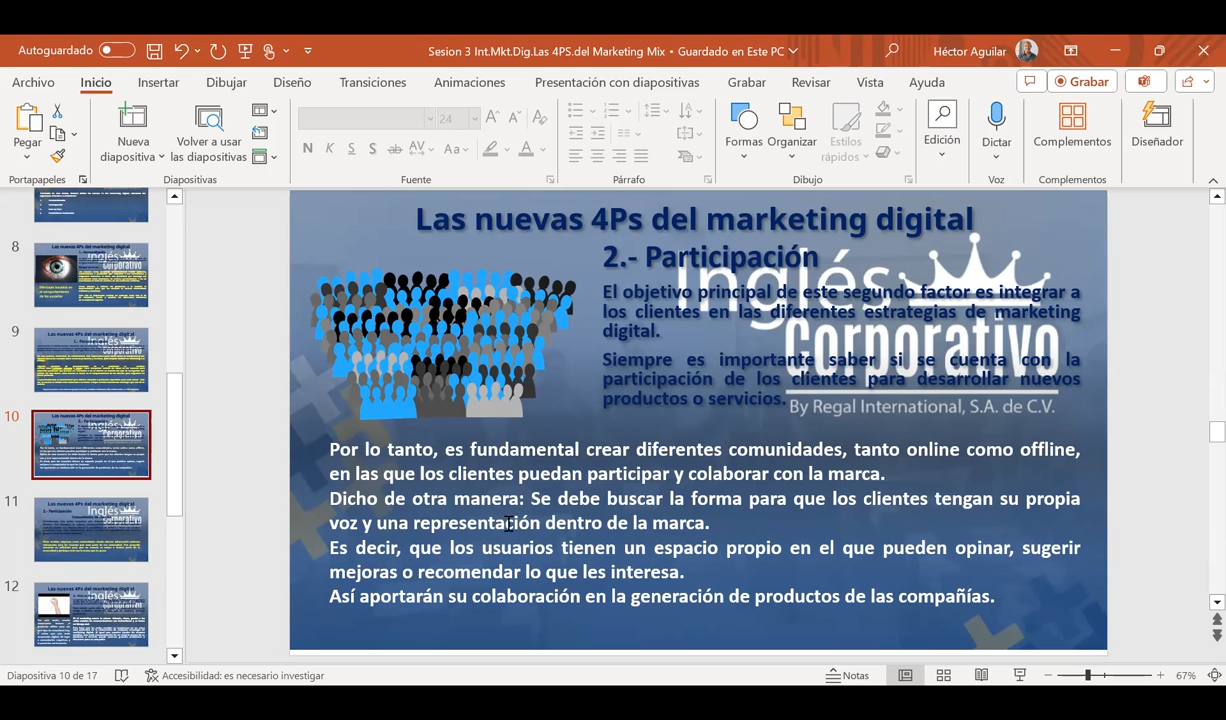 Autoguardado
Sesion 3 Int.Mkt.Dig.Las 4PS.del Marketing Mix • Guardado en Este PC
Héctor Aguilar
Archivo Inicio Insertar Dibujar Diseño Transiciones Animaciones Presentación con diapositivas Grabar Revisar Vista Ayuda
Grabar
24
Pegar
Nueva diapositiva
Volver a usar las diapositivas
N K S S ab AV Aa A
Formas
Organizar
Estilos rápidos
Edición
Dictar
Complementos
Diseñador
Portapapeles Diapositivas Fuente Párrafo Dibujo Voz Complementos
8
Las nuevas 4Ps del marketing digital
9
10
11
12
Las nuevas 4Ps del marketing digital
2.- Participación
El objetivo principal de este segundo factor es integrar a
los clientes en las diferentes estrategias de marketing
digital.
Siempre es importante saber si se cuenta con la
participación de los clientes para desarrollar nuevos
productos o servicios.
Inglés
Corporativo
By Regal International, S.A. de C.V.
Por lo tanto, es fundamental crear diferentes comunidades, tanto online como offline,
en las que los clientes puedan participar y colaborar con la marca.
Dicho de otra manera: Se debe buscar la forma para que los clientes tengan su propia
voz y una representación dentro de la marca.
Es decir, que los usuarios tienen un espacio propio en el que pueden opinar, sugerir
mejoras o recomendar lo que les interesa.
Así aportarán su colaboración en la generación de productos de las compañías.
Diapositiva 10 de 17
Accesibilidad: es necesario investigar
Notas
67%